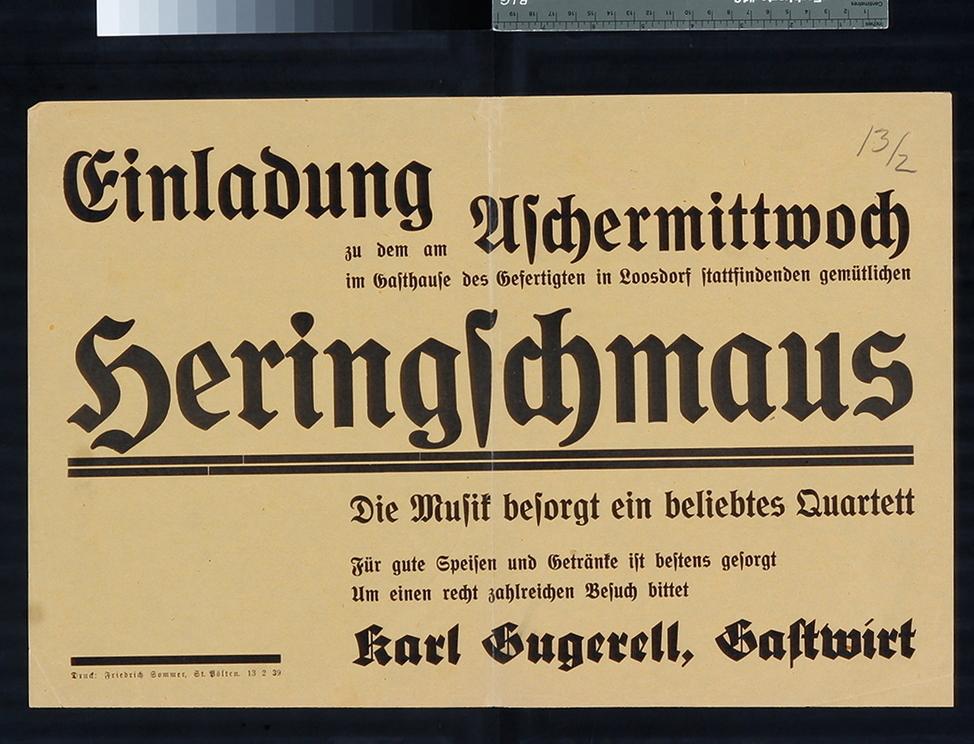 13/2
Einladung
zu dem am Aschermittwoch
im Gasthause des Gefertigten in Loosdorf stattfindenden gemütlichen
Heringschmaus
Die Musik besorgt ein beliebtes Quartett
Für gute Speisen und Getränke ist bestens gesorgt
Um einen recht zahlreichen Besuch bittet
Karl Gugerell, Gastwirt
Druck: Friedrich Sommer, St. Pölten. 13 2 39